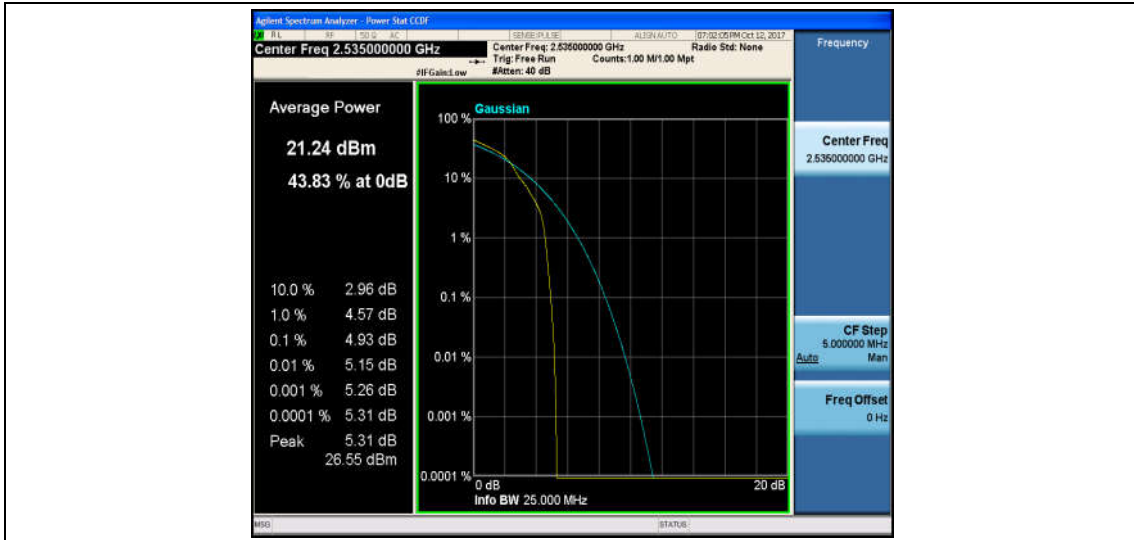 Agilent Spectrum Analyzer - Power Stat CCDF
RL RF 50 Ω AC SENSE:PULSE ALIGN AUTO 07:02:05 PM Oct 12, 2017
Center Freq 2.535000000 GHz
Center Freq: 2.535000000 GHz Radio Std: None
Trig: Free Run Counts:1.00 M/1.00 Mpt
#IFGain:Low #Atten: 40 dB
Frequency
Average Power
21.24 dBm
43.83 % at 0dB
10.0 % 2.96 dB
1.0 % 4.57 dB
0.1 % 4.93 dB
0.01 % 5.15 dB
0.001 % 5.26 dB
0.0001 % 5.31 dB
Peak 5.31 dB
26.55 dBm
Gaussian
100 %
10 %
1 %
0.1 %
0.01 %
0.001 %
0.0001 %
0 dB 20 dB
Info BW 25.000 MHz
Center Freq
2.535000000 GHz
CF Step
5.000000 MHz
Auto Man
Freq Offset
0 Hz
MSG STATUS